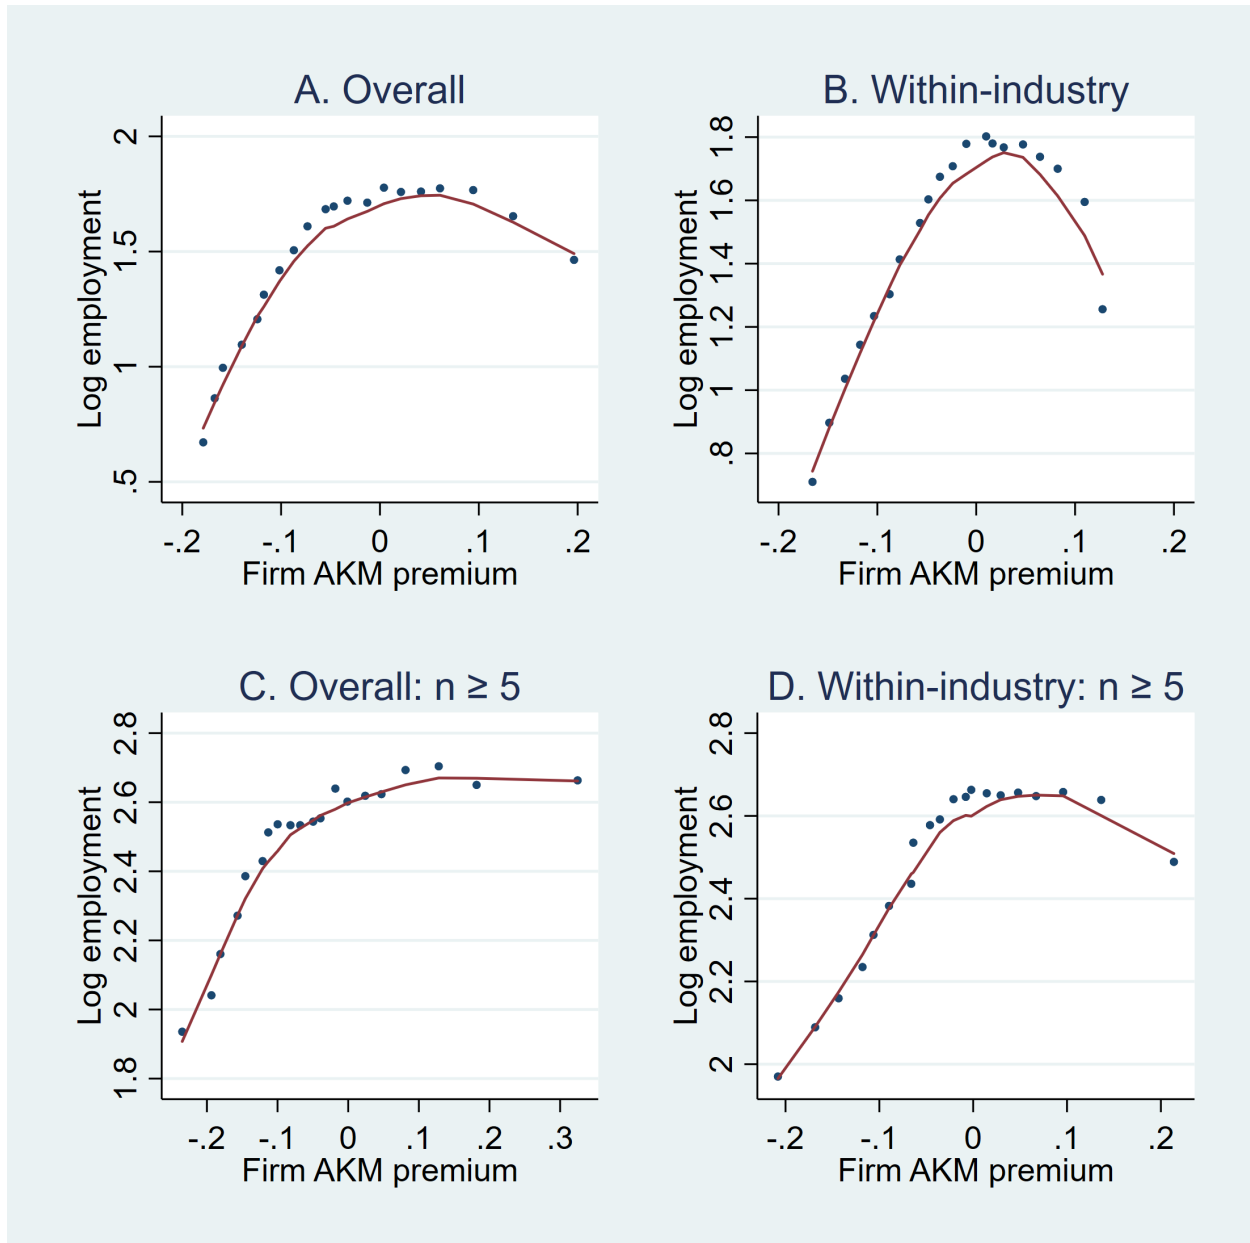 A. Overall
Log employment
2
1.5
1
.5
-.2 -.1 0 .1 .2
Firm AKM premium
B. Within-industry
Log employment
1.8
1.6
1.4
1.2
1
.8
-.2 -.1 0 .1 .2
Firm AKM premium
C. Overall: n ≥ 5
Log employment
2.8
2.6
2.4
2.2
2
1.8
-.2 -.1 0 .1 .2 .3
Firm AKM premium
D. Within-industry: n ≥ 5
Log employment
2.8
2.6
2.4
2.2
2
-.2 -.1 0 .1 .2
Firm AKM premium